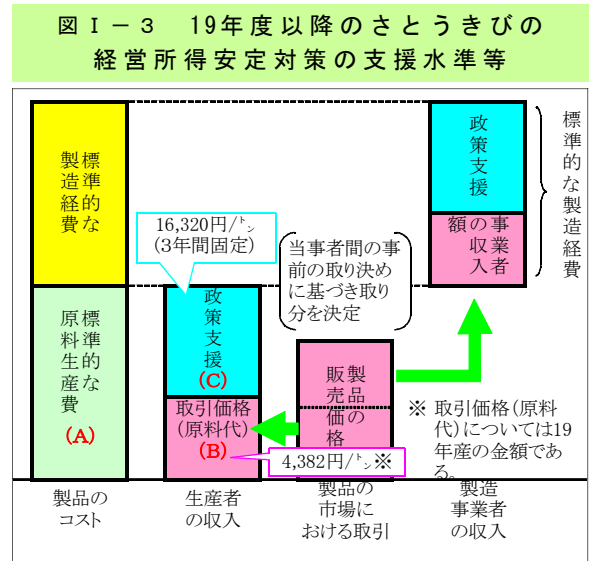 図Ⅰ－３　19年度以降のさとうきびの
経営所得安定対策の支援水準等
標準的な
製造経費
標準的な
原料生産費
(A)
16,320円/㌧
(3年間固定)
政策支援
(C)
取引価格
(原料代)
(B)
4,382円/㌧※
当事者間の事
前の取り決め
に基づき取り
分を決定
製品の
販売価格
政策支援
事業者
の収入
額
標準的な製造経費
※ 取引価格(原料
代)については19
年産の金額であ
る。
製品の
コスト
生産者
の収入
製品の
市場に
おける取引
製造
事業者
の収入